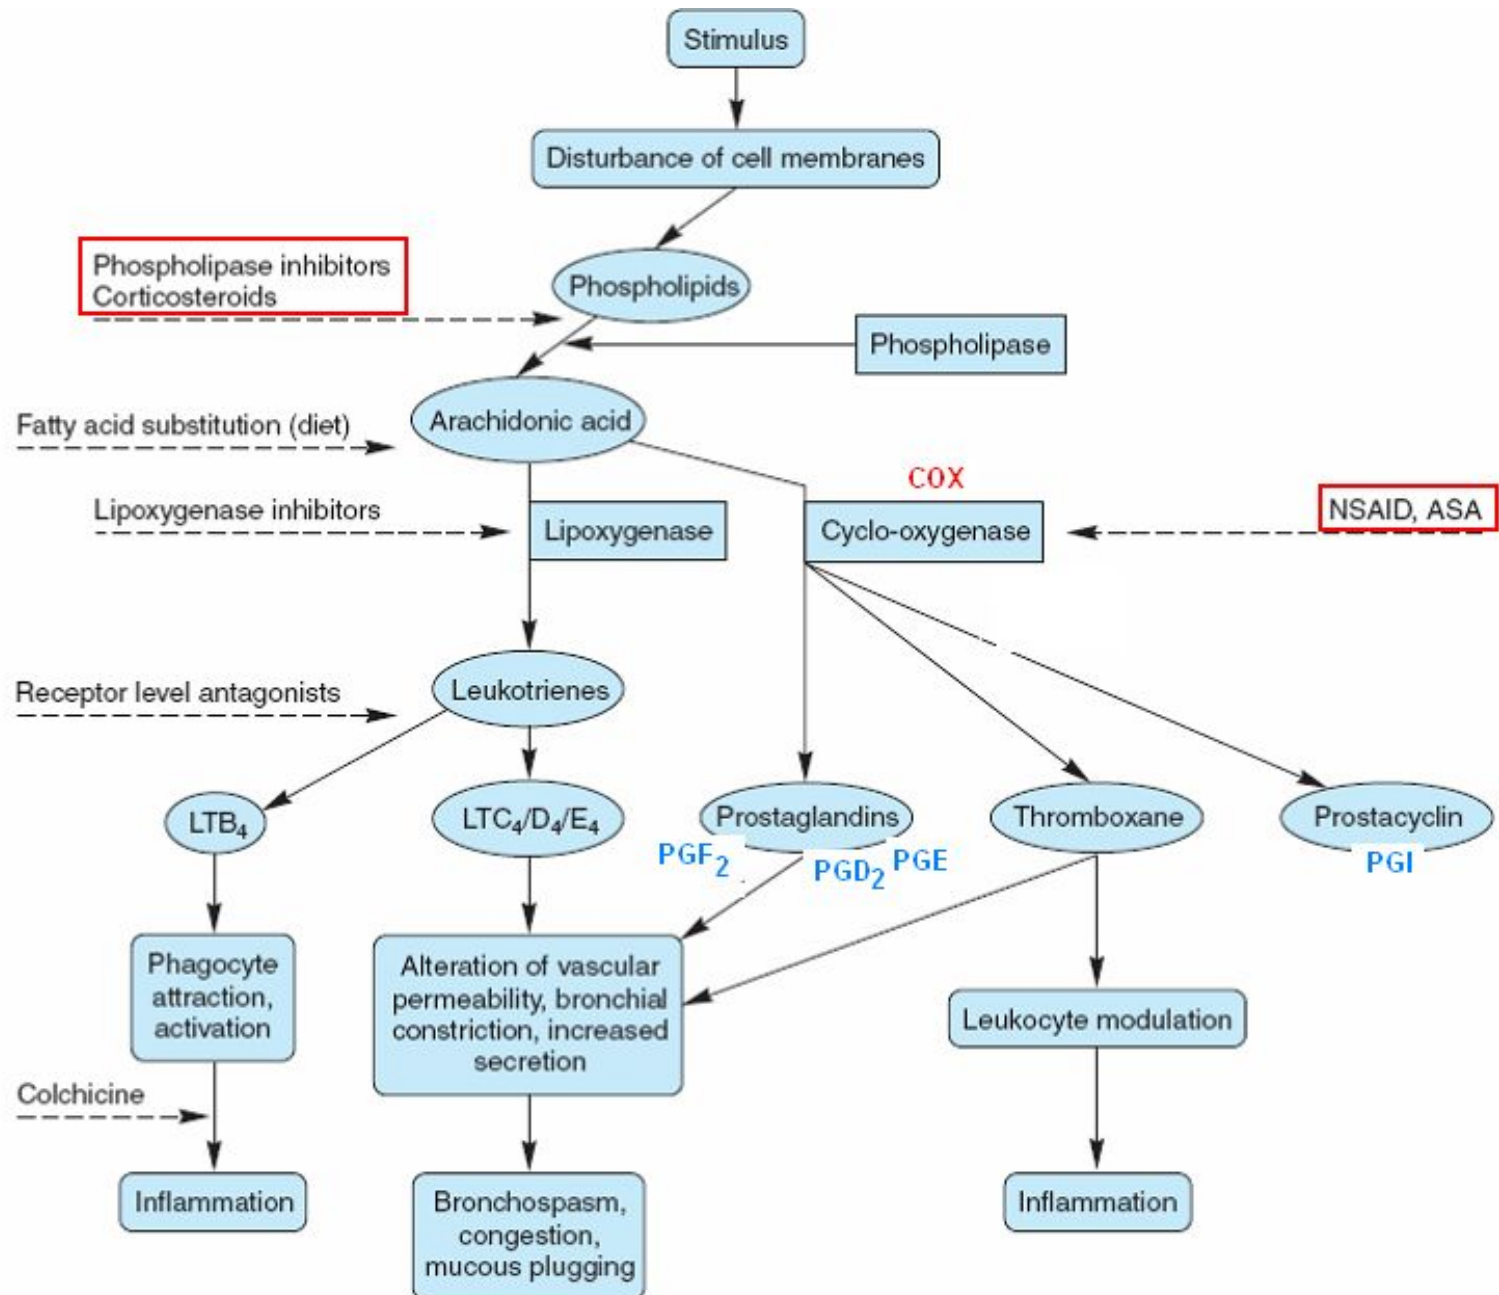 Stimulus
Disturbance of cell membranes
Phospholipase inhibitors
Corticosteroids
Phospholipids
Phospholipase
Fatty acid substitution (diet)
Arachidonic acid
COX
Lipoxygenase inhibitors
Lipoxygenase
Cyclo-oxygenase
NSAID, ASA
Receptor level antagonists
Leukotrienes
LTB₄
LTC₄/D₄/E₄
Prostaglandins
Thromboxane
Prostacyclin
PGF₂
PGD₂
PGE
PGI
Phagocyte
attraction,
activation
Alteration of vascular
permeability, bronchial
constriction, increased
secretion
Leukocyte modulation
Colchicine
Inflammation
Bronchospasm,
congestion,
mucous plugging
Inflammation